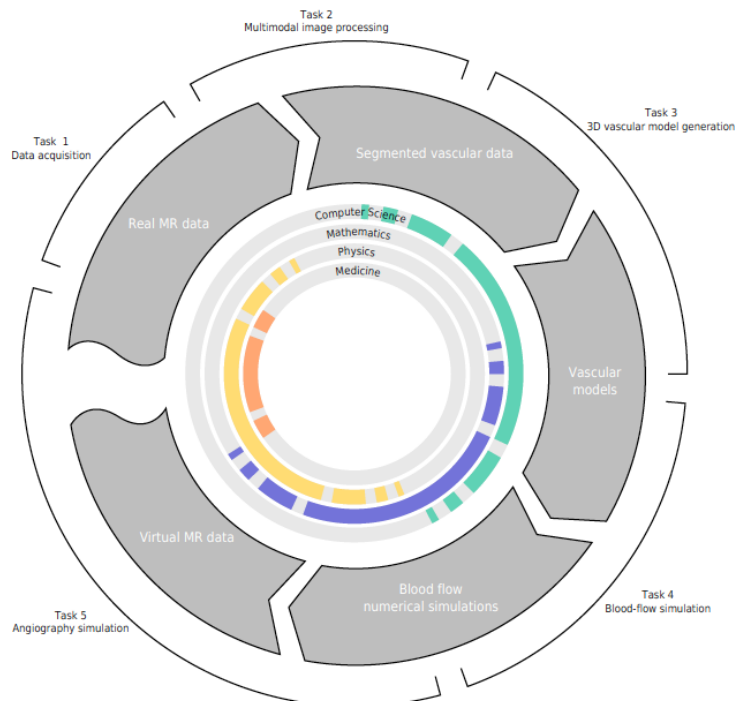 Task 2
Multimodal image processing
Task 3
3D vascular model generation
Task 1
Data acquisition
Segmented vascular data
Real MR data
Computer Science
Mathematics
Physics
Medicine
Vascular
models
Virtual MR data
Blood flow
numerical simulations
Task 4
Blood-flow simulation
Task 5
Angiography simulation